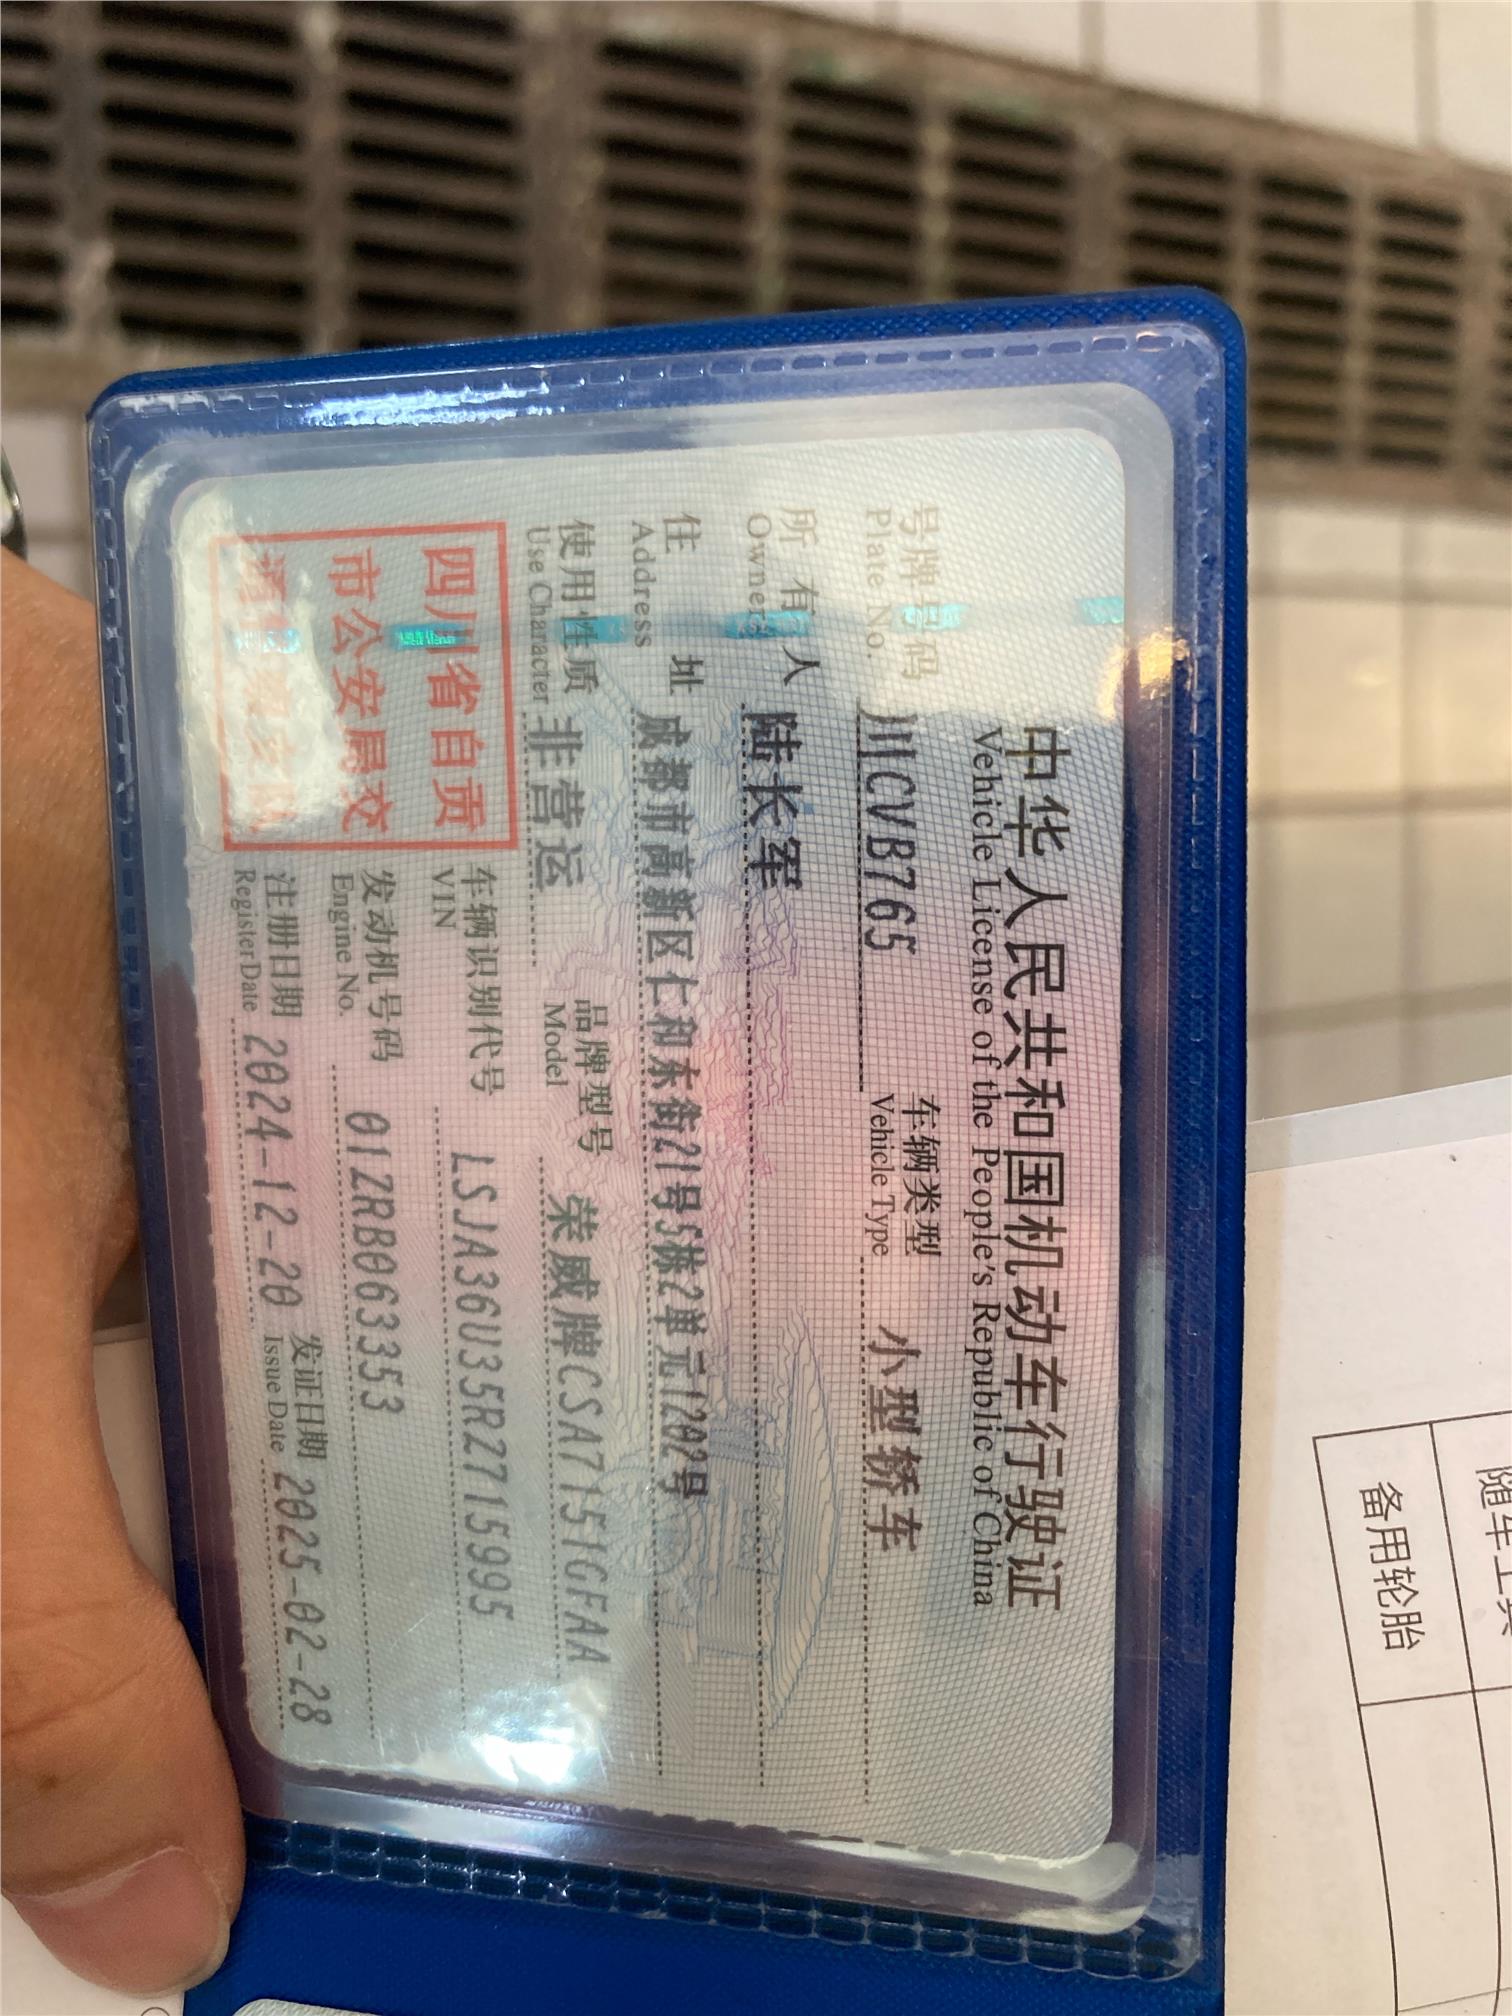 中华人民共和国机动车行驶证
Vehicle License of the People's Republic of China
号牌号码 川CVB765 车辆类型 小型轿车
Plate No. Vehicle Type
所有人 陆长军
Owner
住址 成都市高新区仁和东街21号5栋2单元1202号
Address
使用性质 非营运 品牌型号 荣威牌CSA7151GFAA
Use Character Model
四川省自贡
市公安局交
车辆识别代号 LSJA36U35RZ715995
VIN
发动机号码 01ZRB063353
Engine No.
注册日期 2024-12-20 发证日期 2025-02-28
Register Date Issue Date
备用轮胎